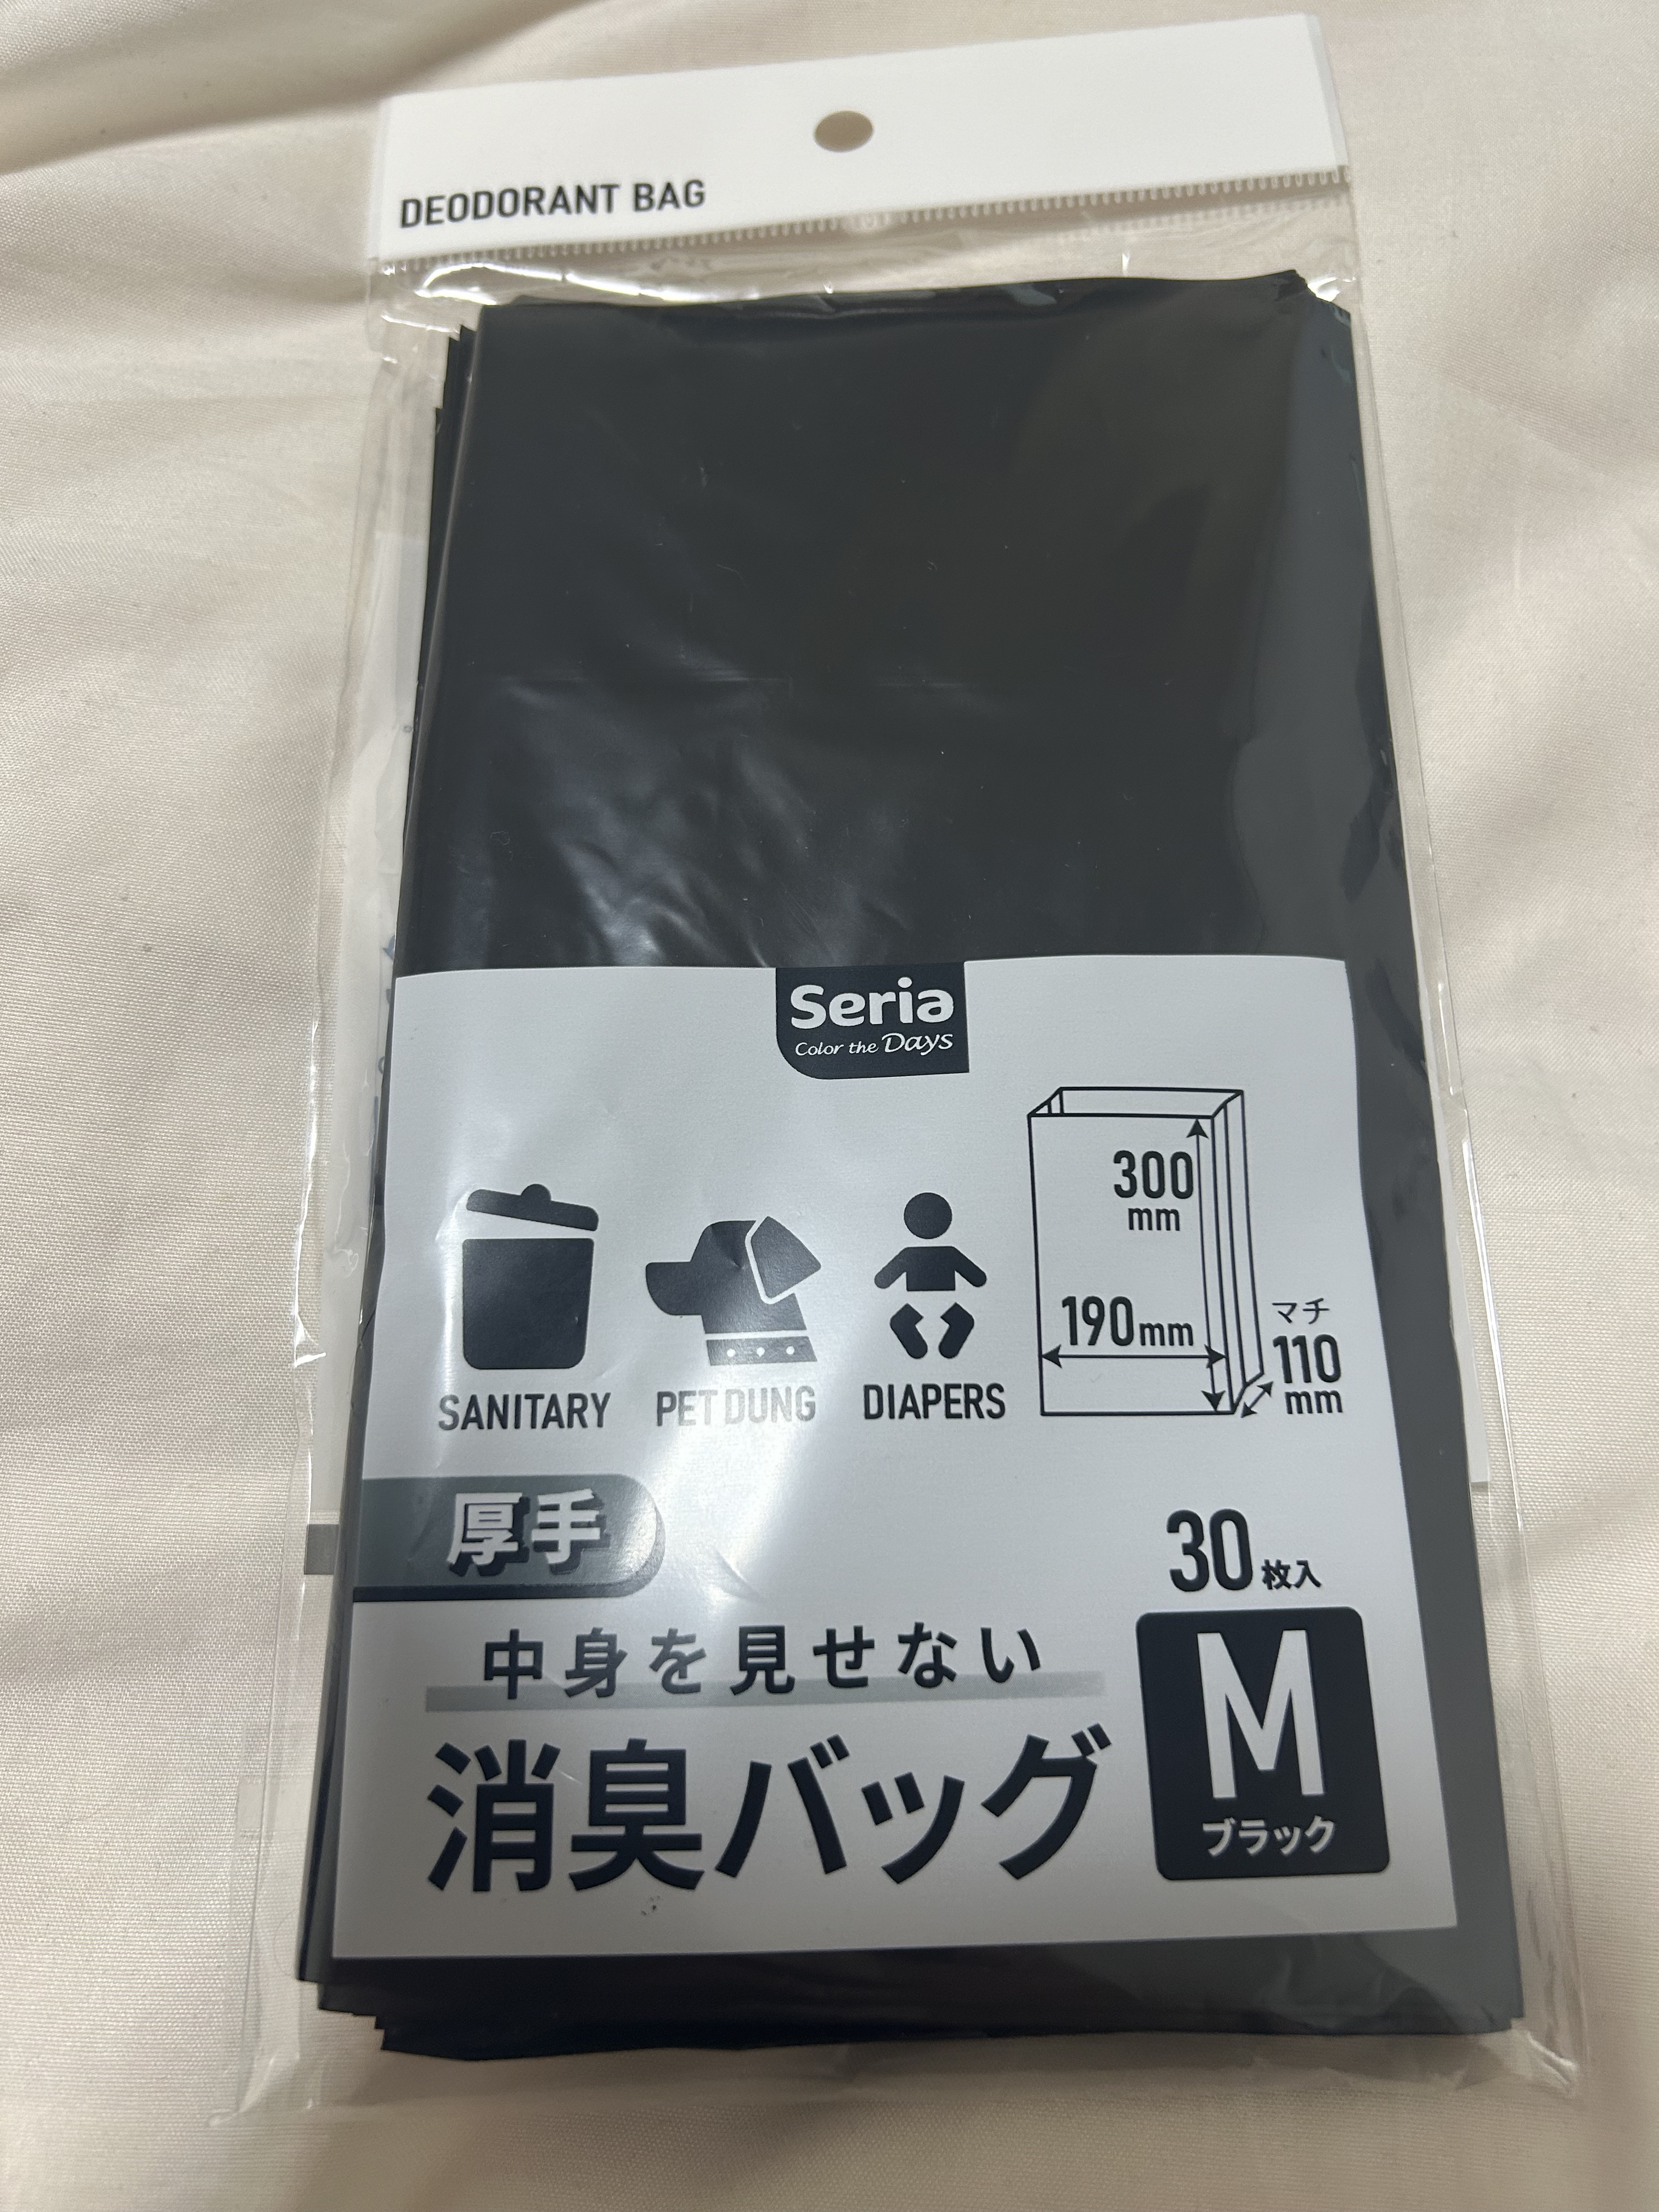 DEODORANT BAG
Seria
Color the Days
300
mm
190mm
マチ
110
mm
SANITARY
PET DUNG
DIAPERS
厚手
30枚入
中身を見せない
消臭バッグ
M
ブラック